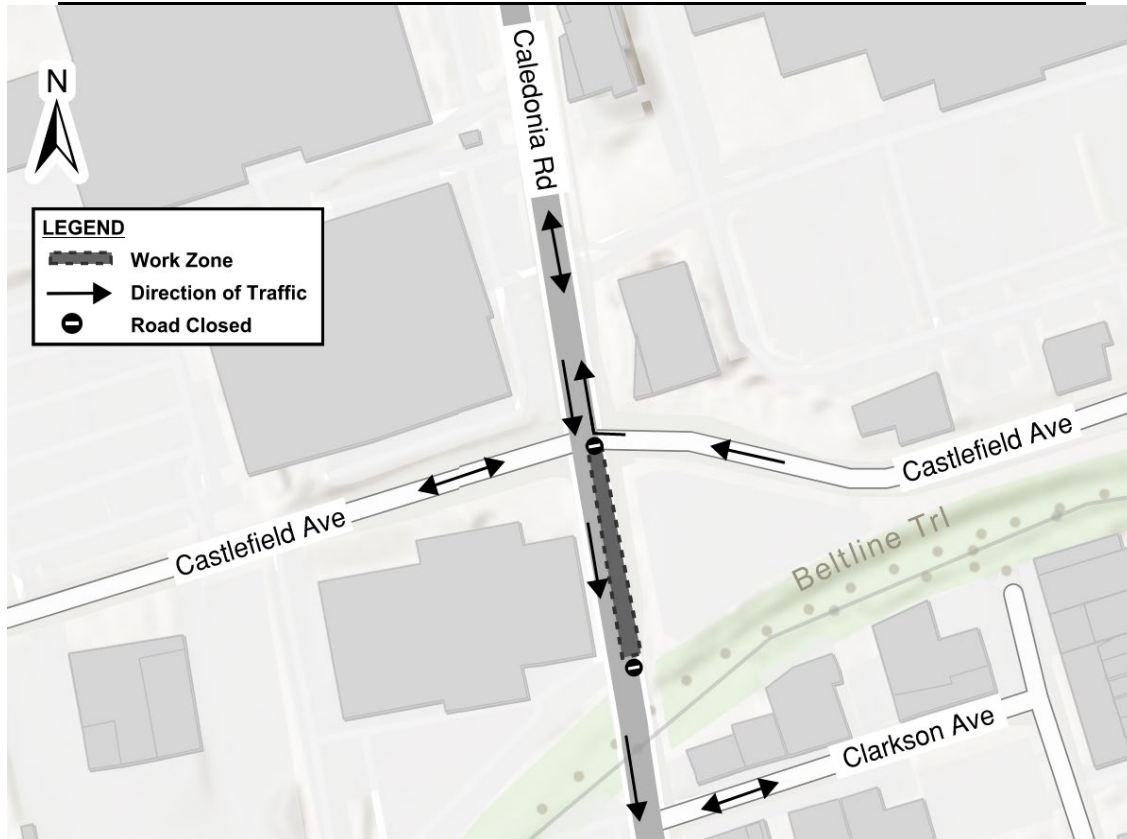 Caledonia Rd
N
LEGEND
Work Zone
Direction of Traffic
Road Closed
Castlefield Ave
Castlefield Ave
Beltline Trl
Clarkson Ave